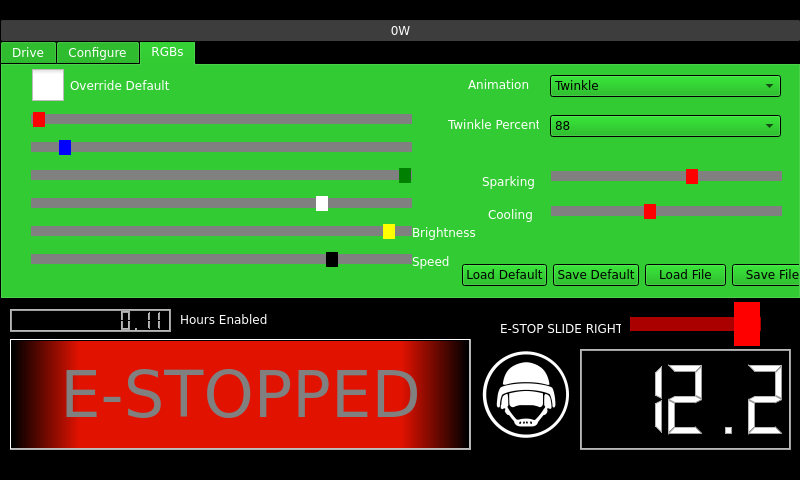 0W
Drive Configure RGBs
Override Default
Animation Twinkle
Twinkle Percent 88
Sparking
Cooling
Brightness
Speed
Load Default Save Default Load File Save File
0.11 Hours Enabled
E-STOP SLIDE RIGHT
E-STOPPED
12.2